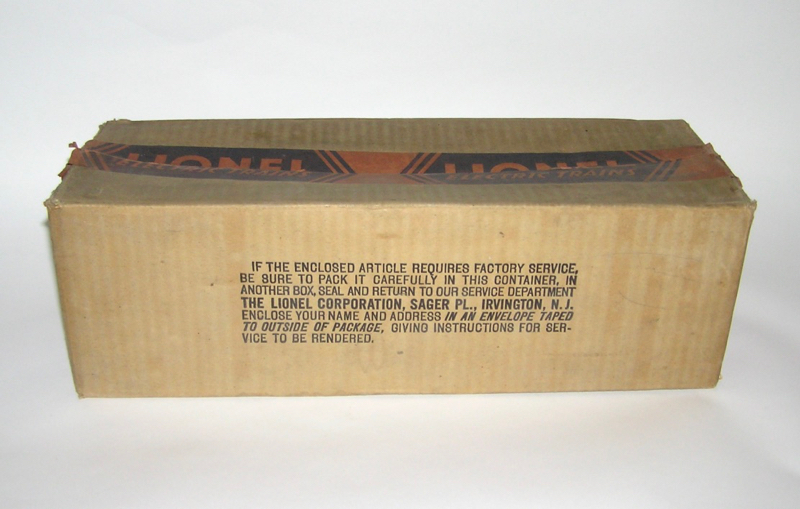 LIONEL LIONEL
ELECTRIC TRAINS ELECTRIC TRAINS
IF THE ENCLOSED ARTICLE REQUIRES FACTORY SERVICE,
BE SURE TO PACK IT CAREFULLY IN THIS CONTAINER, IN
ANOTHER BOX, SEAL AND RETURN TO OUR SERVICE DEPARTMENT
THE LIONEL CORPORATION, SAGER PL., IRVINGTON, N. J.
ENCLOSE YOUR NAME AND ADDRESS IN AN ENVELOPE TAPED
TO OUTSIDE OF PACKAGE, GIVING INSTRUCTIONS FOR SER-
VICE TO BE RENDERED.